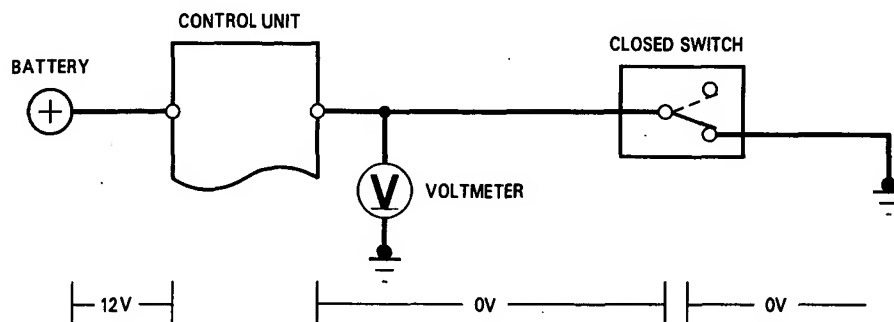 CONTROL UNIT
CLOSED SWITCH
BATTERY
+
V
VOLTMETER
12V
0V
0V